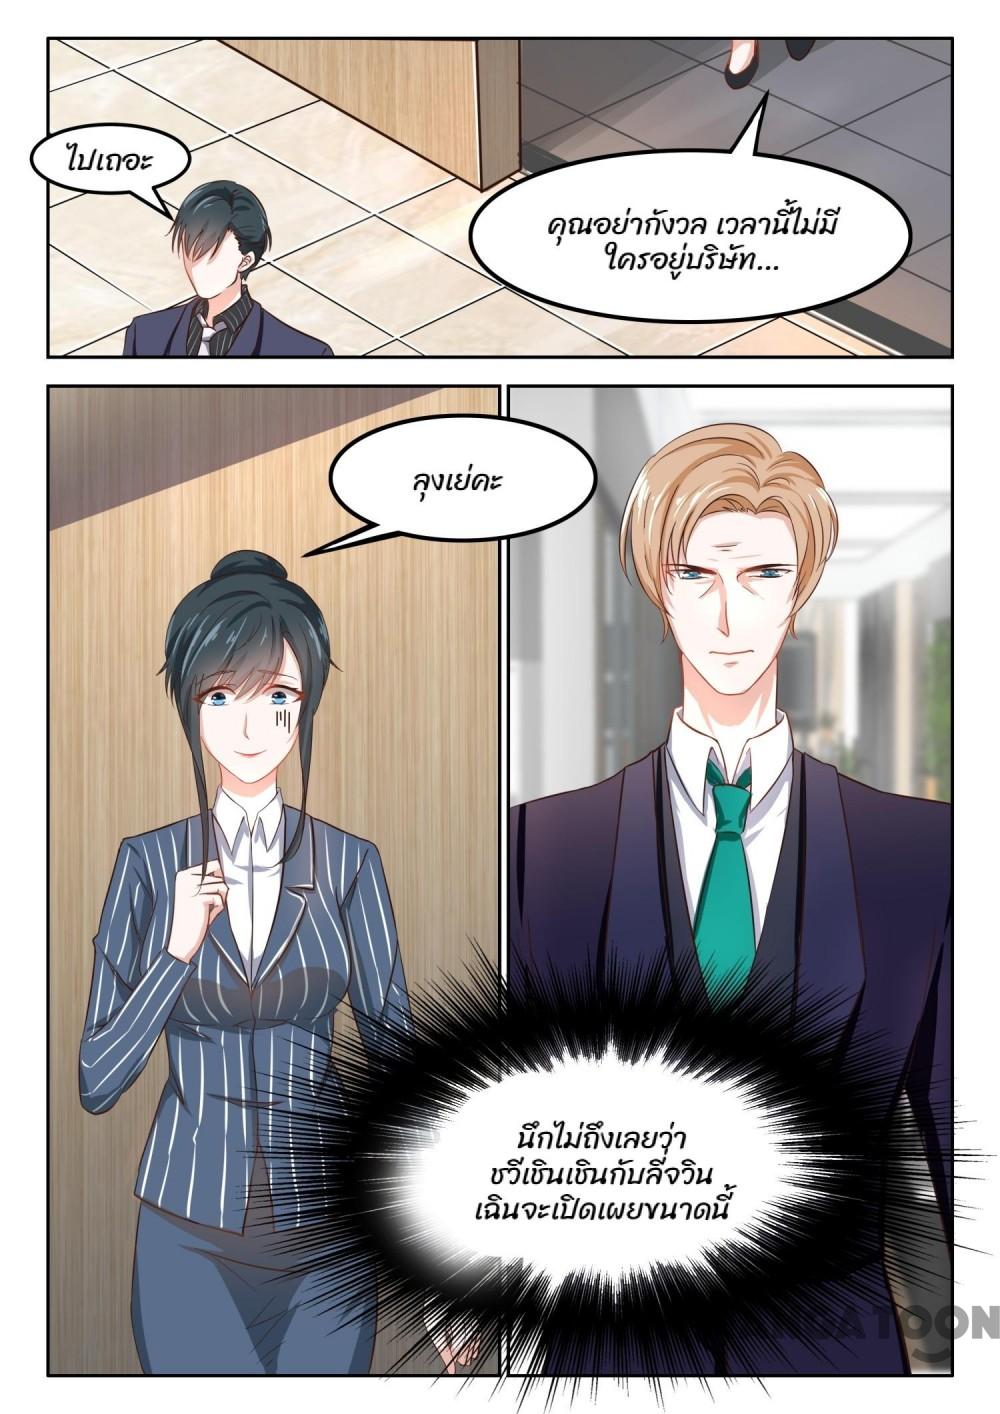 ไปเถอะ
คุณอย่ากังวล เวลานี้ไม่มี
ใครอยู่บริษัท...
ลุงเย่คะ
นึกไม่ถึงเลยว่า
ชวีเชินเชินกับลี่จวิน
เฉินจะเปิดเผยขนาดนี้